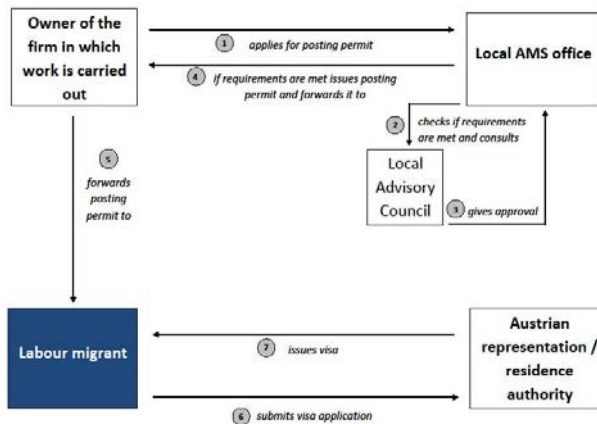 Owner of the
firm in which
work is carried
out
1
applies for posting permit
Local AMS office
4
if requirements are met issues posting
permit and forwards it to
2
checks if requirements
are met and consults
Local
Advisory
Council
3
gives approval
5
forwards
posting
permit to
Labour migrant
7
issues visa
Austrian
representation /
residence
authority
6
submits visa application